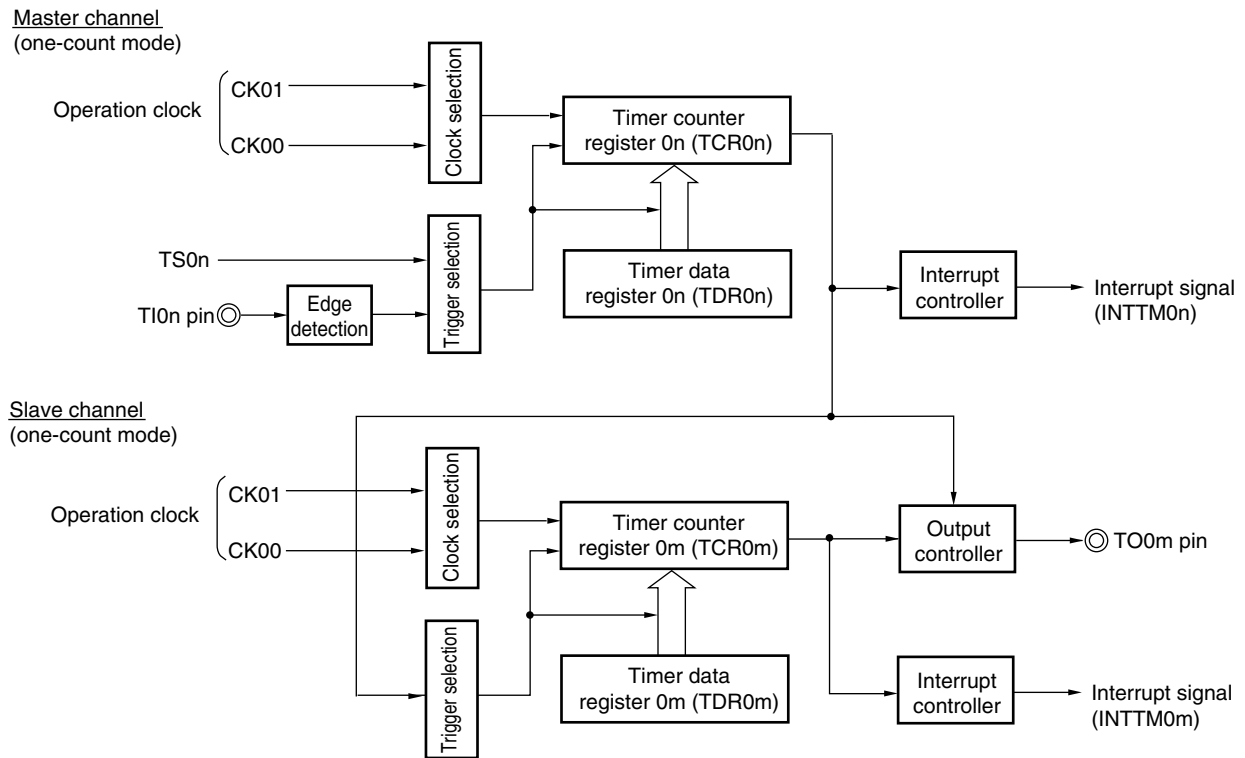 Master channel
(one-count mode)
Operation clock
CK01
CK00
Clock selection
Timer counter
register 0n (TCR0n)
TS0n
TI0n pin
Edge
detection
Trigger selection
Timer data
register 0n (TDR0n)
Interrupt
controller
Interrupt signal
(INTTM0n)
Slave channel
(one-count mode)
Operation clock
CK01
CK00
Clock selection
Timer counter
register 0m (TCR0m)
Output
controller
TO0m pin
Trigger selection
Timer data
register 0m (TDR0m)
Interrupt
controller
Interrupt signal
(INTTM0m)